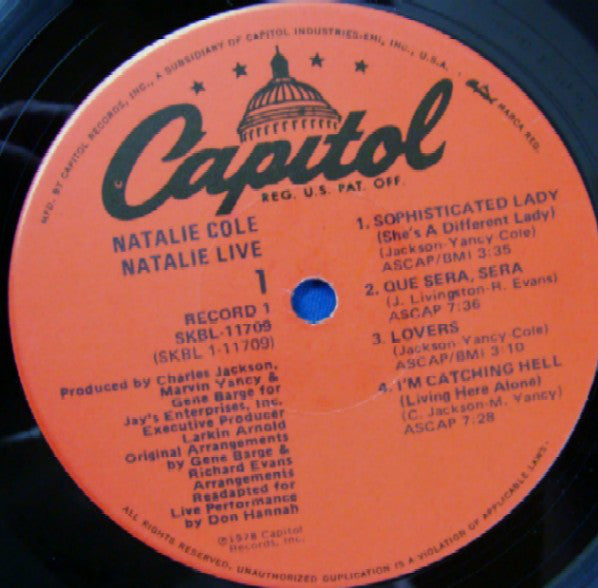 MFD. BY CAPITOL RECORDS, INC., A SUBSIDIARY OF CAPITOL INDUSTRIES-EMI, INC., U.S.A. · Capitol MARCA REG.
Capitol
REG. U.S. PAT. OFF.
NATALIE COLE
NATALIE LIVE
1
RECORD 1
SKBL-11709
(SKBL 1-11709)
Produced by Charles Jackson,
Marvin Yancy &
Gene Barge for
Jay's Enterprises, Inc.
Executive Producer
Larkin Arnold
Original Arrangements
by Gene Barge &
Richard Evans
Arrangements
Readapted for
Live Performance
by Don Hannah
℗1978 Capitol
Records, Inc.
1. SOPHISTICATED LADY
(She's A Different Lady)
(Jackson-Yancy Cole)
ASCAP/BMI 3:35
2. QUE SERA, SERA
(J. Livingston-R. Evans)
ASCAP 7:36
3. LOVERS
(Jackson Yancy Cole)
ASCAP/BMI 3:10
4. I'M CATCHING HELL
(Living Here Alone)
(C. Jackson-M. Yancy)
ASCAP 7:28
ALL RIGHTS RESERVED. UNAUTHORIZED DUPLICATION IS A VIOLATION OF APPLICABLE LAWS.